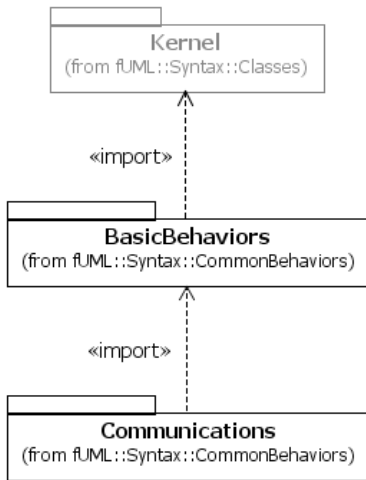 Kernel
(from fUML::Syntax::Classes)
«import»
BasicBehaviors
(from fUML::Syntax::CommonBehaviors)
«import»
Communications
(from fUML::Syntax::CommonBehaviors)